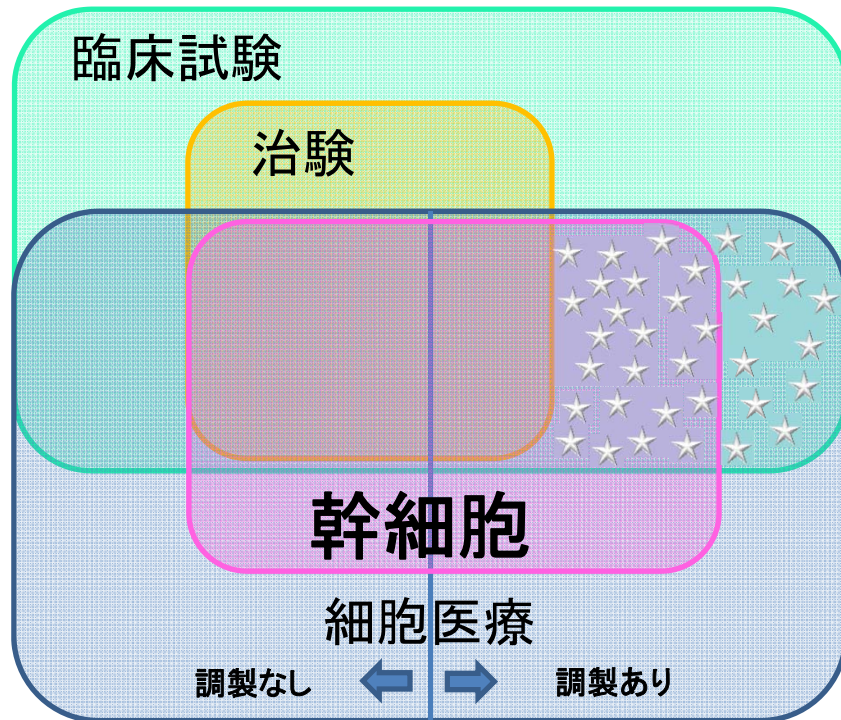 臨床試験
治験
幹細胞
細胞医療
調製なし
調製あり